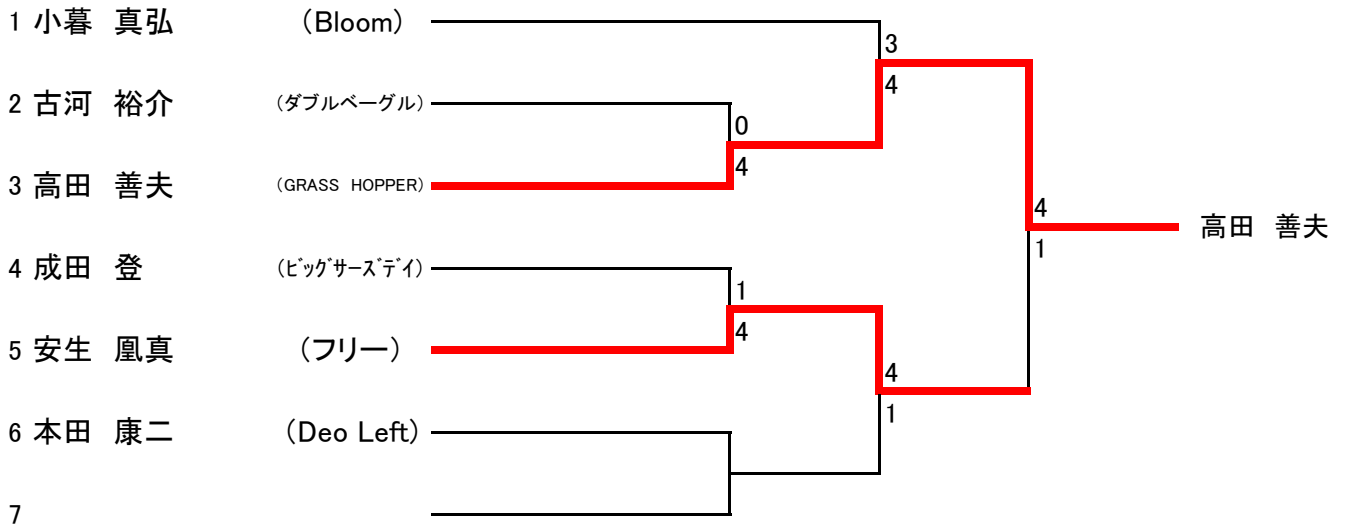 1 小暮 真弘 (Bloom)
3
4
2 古河 裕介 (ダブルベーグル)
0
4
3 高田 善夫 (GRASS HOPPER)
4
1
高田 善夫
4 成田 登 (ﾋﾞｯｸﾞｻｰｽﾞﾃﾞｲ)
1
4
5 安生 凰真 (フリー)
4
1
6 本田 康二 (Deo Left)
7